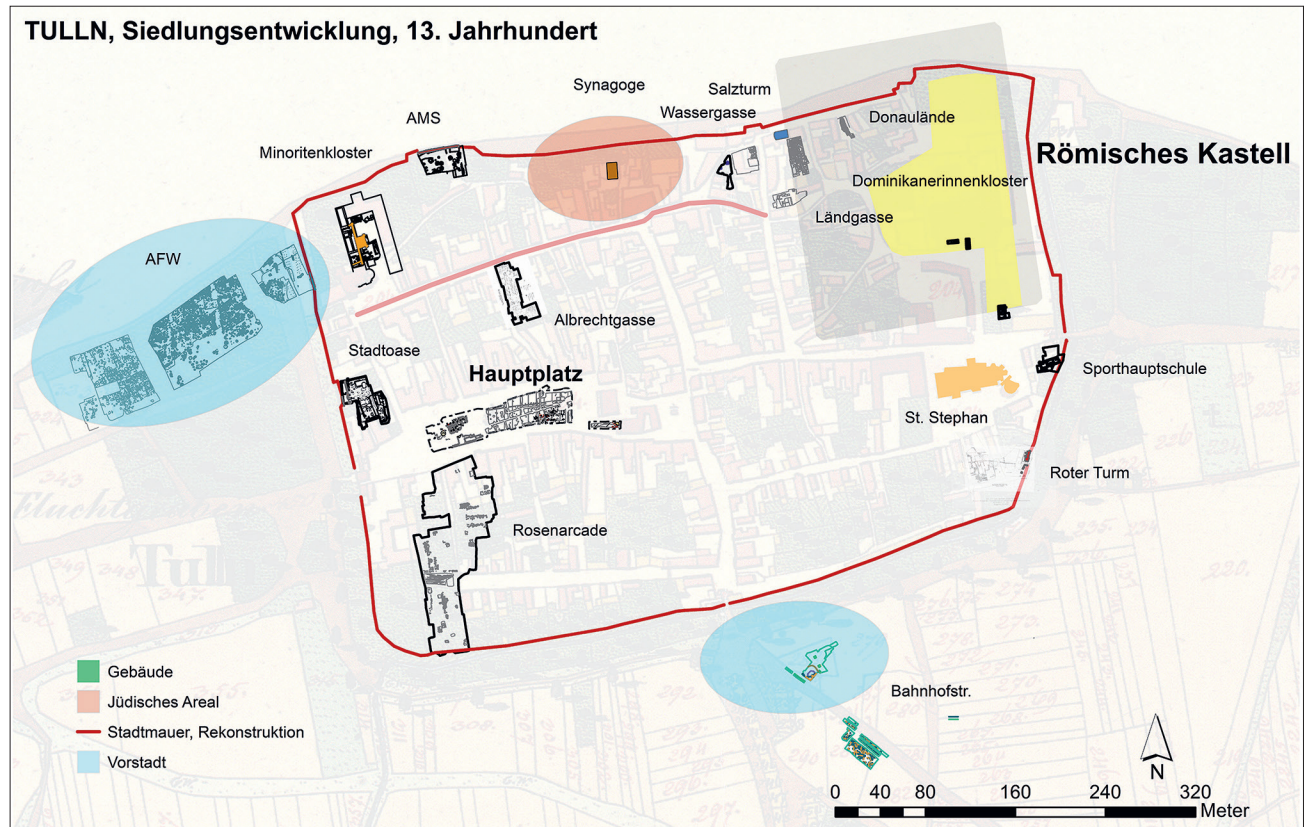 TULLN, Siedlungsentwicklung, 13. Jahrhundert
Synagoge
Salzturm
Wassergasse
AMS
Donaulände
Minoritenkloster
Römisches Kastell
Dominikanerinnenkloster
Ländgasse
AFW
Albrechtgasse
Stadtoase
Hauptplatz
Sporthauptschule
St. Stephan
Roter Turm
Rosenarcade
Tull
Gebäude
Jüdisches Areal
Stadtmauer, Rekonstruktion
Vorstadt
Bahnhofstr.
N
0 40 80 160 240 320
Meter